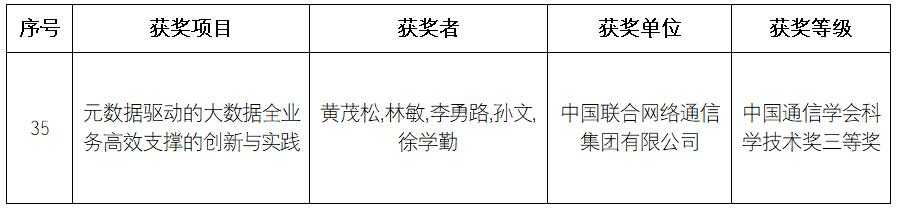 序号 获奖项目 获奖者 获奖单位 获奖等级
35 元数据驱动的大数据全业务高效支撑的创新与实践 黄茂松,林敏,李勇路,孙文,徐学勤 中国联合网络通信集团有限公司 中国通信学会科学技术奖三等奖